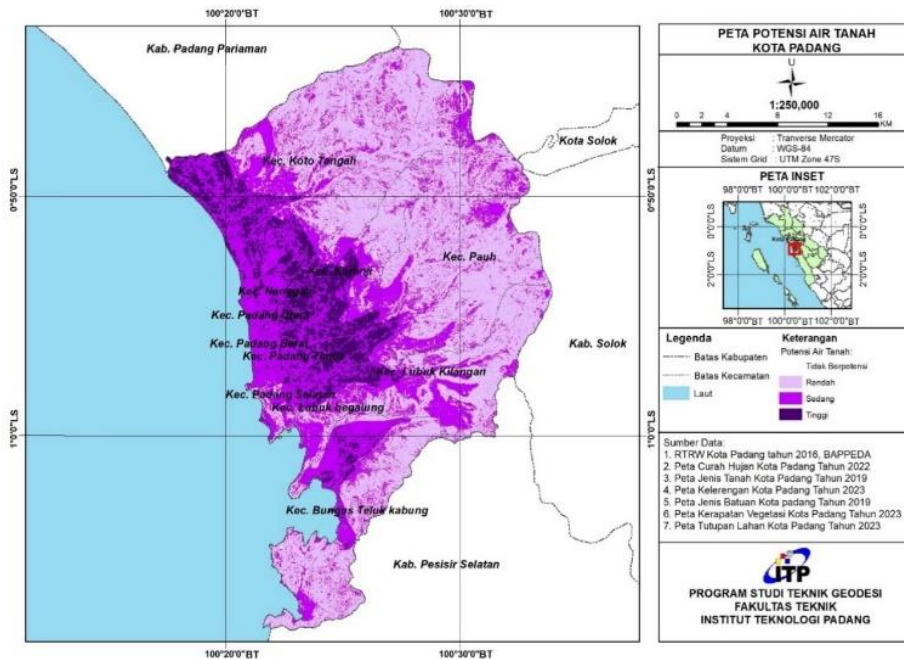 100°20'0"BT
100°30'0"BT
Kab. Padang Pariaman
Kota Solok
Kec. Koto Tangah
0°50'0"LS
0°50'0"LS
Kec. Pauh
Kec. Kuranji
Kec. Nanggalo
Kec. Padang Utara
Kec. Padang Barat
Kec. Padang Timur
Kab. Solok
Kec. Lubuk Kilangan
Kec. Padang Selatan
Kec. Lubuk begalung
1°0'0"LS
1°0'0"LS
Kec. Bungus Teluk kabung
Kab. Pesisir Selatan
100°20'0"BT
100°30'0"BT
PETA POTENSI AIR TANAH
KOTA PADANG
U
1:250,000
0 2 4 8 12 16
KM
Proyeksi : Tranverse Mercator
Datum : WGS-84
Sistem Grid : UTM Zone 47S
PETA INSET
98°0'0"BT 100°0'0"BT 102°0'0"BT
0°0'0"LS
0°0'0"LS
2°0'0"LS
2°0'0"LS
98°0'0"BT 100°0'0"BT 102°0'0"BT
Legenda
Batas Kabupaten
Batas Kecamatan
Laut
Keterangan
Potensi Air Tanah:
Tidak Berpotensi
Rendah
Sedang
Tinggi
Sumber Data:
1. RTRW Kota Padang tahun 2016, BAPPEDA
2. Peta Curah Hujan Kota Padang Tahun 2022
3. Peta Jenis Tanah Kota Padang Tahun 2019
4. Peta Kelerengan Kota Padang Tahun 2023
5. Peta Jenis Batuan Kota padang Tahun 2019
6. Peta Kerapatan Vegetasi Kota Padang Tahun 2023
7. Peta Tutupan Lahan Kota Padang Tahun 2023
ITP
PROGRAM STUDI TEKNIK GEODESI
FAKULTAS TEKNIK
INSTITUT TEKNOLOGI PADANG